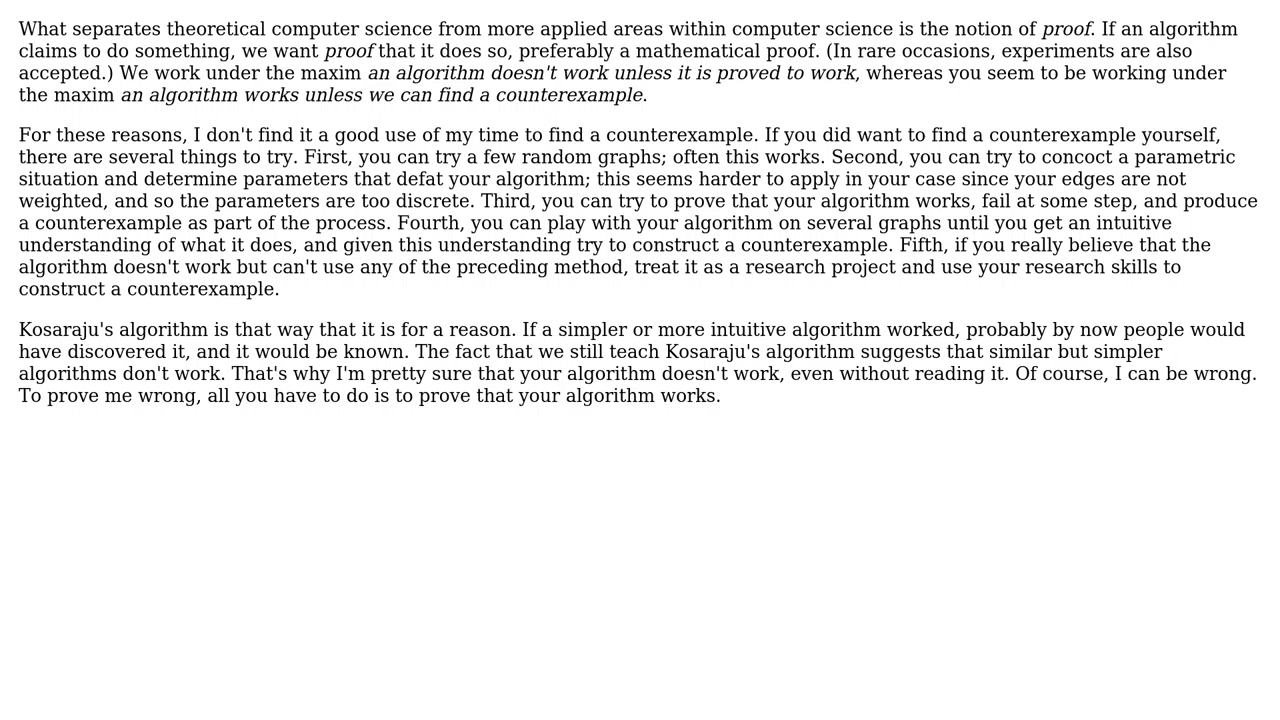 What separates theoretical computer science from more applied areas within computer science is the notion of proof. If an algorithm
claims to do something, we want proof that it does so, preferably a mathematical proof. (In rare occasions, experiments are also
accepted.) We work under the maxim an algorithm doesn't work unless it is proved to work, whereas you seem to be working under
the maxim an algorithm works unless we can find a counterexample.
For these reasons, I don't find it a good use of my time to find a counterexample. If you did want to find a counterexample yourself,
there are several things to try. First, you can try a few random graphs; often this works. Second, you can try to concoct a parametric
situation and determine parameters that defat your algorithm; this seems harder to apply in your case since your edges are not
weighted, and so the parameters are too discrete. Third, you can try to prove that your algorithm works, fail at some step, and produce
a counterexample as part of the process. Fourth, you can play with your algorithm on several graphs until you get an intuitive
understanding of what it does, and given this understanding try to construct a counterexample. Fifth, if you really believe that the
algorithm doesn't work but can't use any of the preceding method, treat it as a research project and use your research skills to
construct a counterexample.
Kosaraju's algorithm is that way that it is for a reason. If a simpler or more intuitive algorithm worked, probably by now people would
have discovered it, and it would be known. The fact that we still teach Kosaraju's algorithm suggests that similar but simpler
algorithms don't work. That's why I'm pretty sure that your algorithm doesn't work, even without reading it. Of course, I can be wrong.
To prove me wrong, all you have to do is to prove that your algorithm works.